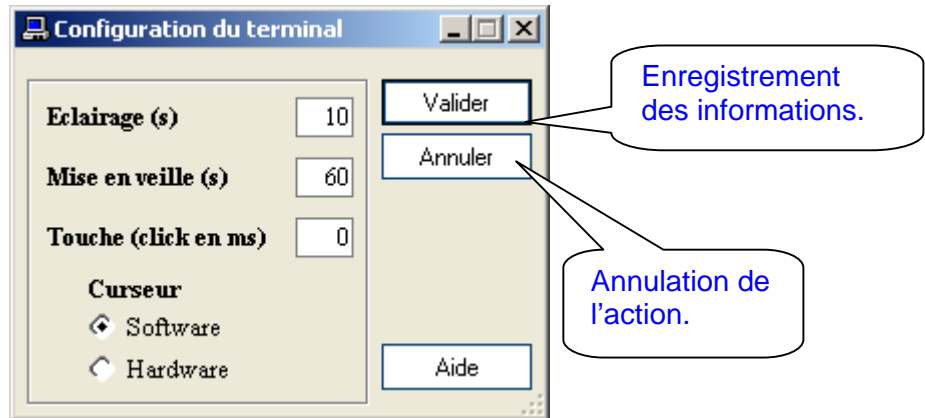 Configuration du terminal
Eclairage (s) 10
Mise en veille (s) 60
Touche (click en ms) 0
Curseur
Software
Hardware
Valider
Annuler
Aide
Enregistrement
des informations.
Annulation de
l'action.